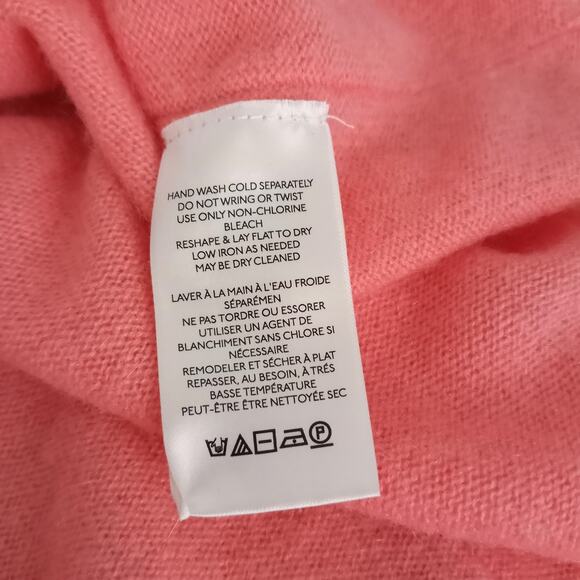 HAND WASH COLD SEPARATELY
DO NOT WRING OR TWIST
USE ONLY NON-CHLORINE
BLEACH
RESHAPE & LAY FLAT TO DRY
LOW IRON AS NEEDED
MAY BE DRY CLEANED
LAVER À LA MAIN À L'EAU FROIDE
SÉPARÉMEN
NE PAS TORDRE OU ESSORER
UTILISER UN AGENT DE
BLANCHIMENT SANS CHLORE SI
NÉCESSAIRE
REMODELER ET SÉCHER À PLAT
REPASSER, AU BESOIN, À TRÉS
BASSE TEMPÉRATURE
PEUT-ÊTRE ÊTRE NETTOYÉE SEC
P